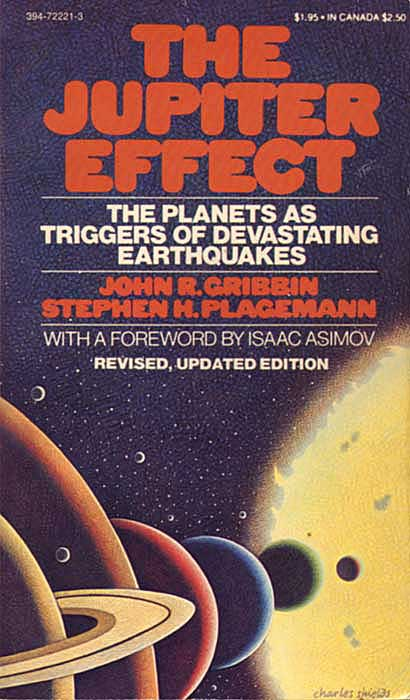 394-72221-3
$1.95 • IN CANADA $2.50
THE
JUPITER
EFFECT
THE PLANETS AS
TRIGGERS OF DEVASTATING
EARTHQUAKES
JOHN R. GRIBBIN
STEPHEN H. PLAGEMANN
WITH A FOREWORD BY ISAAC ASIMOV
REVISED, UPDATED EDITION
charles shields